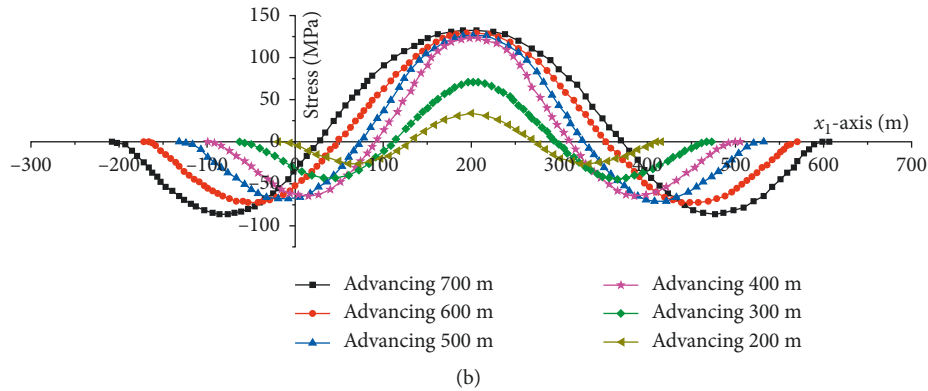 150
100
50
0
−50
−100
Stress (MPa)
x₁-axis (m)
−300 −200 −100 0 100 200 300 400 500 600 700
Advancing 700 m
Advancing 600 m
Advancing 500 m
Advancing 400 m
Advancing 300 m
Advancing 200 m
(b)